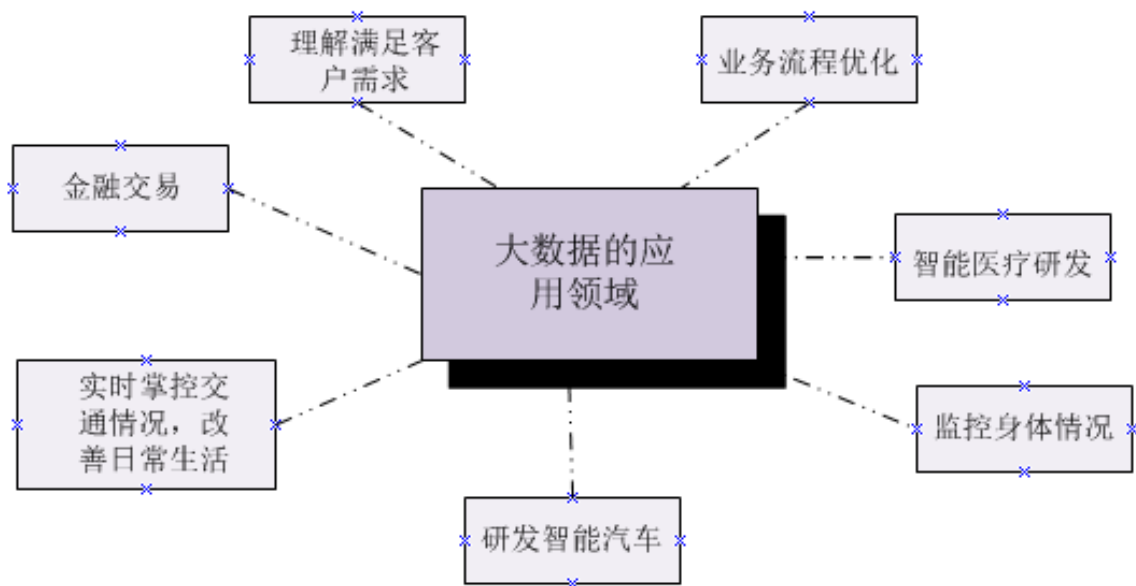 理解满足客
户需求
业务流程优化
金融交易
大数据的应
用领域
智能医疗研发
实时掌控交
通情况，改
善日常生活
监控身体情况
研发智能汽车